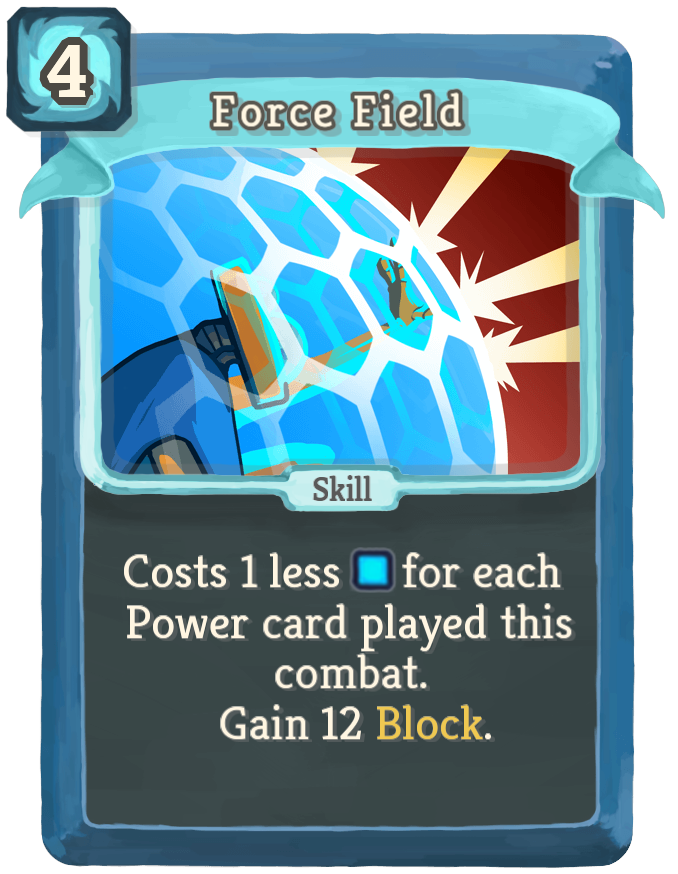 4
Force Field
Skill
Costs 1 less for each
Power card played this
combat.
Gain 12 Block.